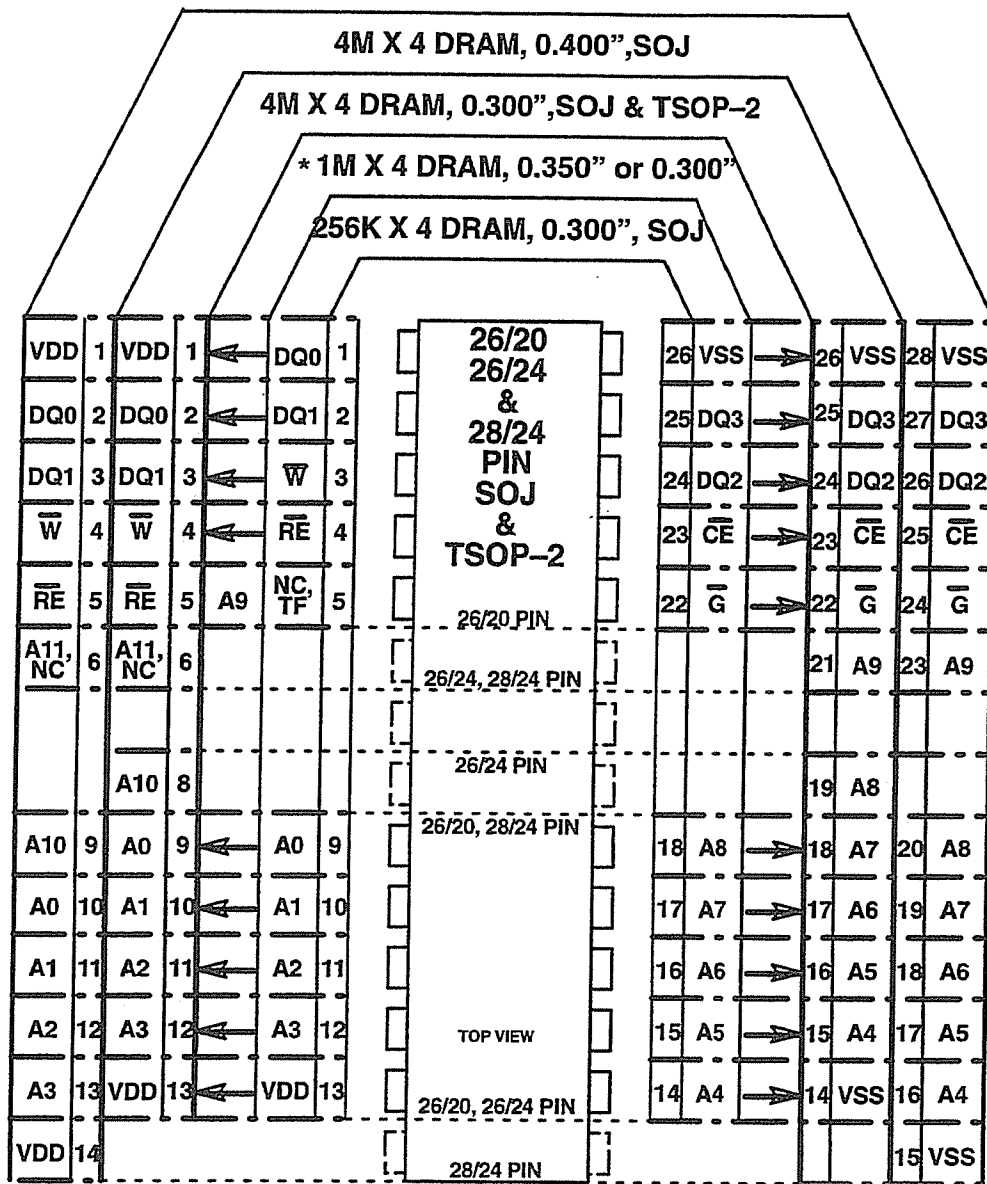 4M X 4 DRAM, 0.400”,SOJ
4M X 4 DRAM, 0.300”,SOJ & TSOP–2
* 1M X 4 DRAM, 0.350” or 0.300”
256K X 4 DRAM, 0.300”, SOJ
VDD 1 VDD 1 DQ0 1 26/20 26 VSS 26 VSS 28 VSS
26/24
&
DQ0 2 DQ0 2 DQ1 2 28/24 25 DQ3 25 DQ3 27 DQ3
PIN
DQ1 3 DQ1 3 W̅ 3 SOJ 24 DQ2 24 DQ2 26 DQ2
&
W̅ 4 W̅ 4 R̅E̅ 4 TSOP–2 23 C̅E̅ 23 C̅E̅ 25 C̅E̅
R̅E̅ 5 R̅E̅ 5 A9 NC, TF 5 22 G̅ 22 G̅ 24 G̅
26/20 PIN
A11, NC 6 A11, NC 6 21 A9 23 A9
26/24, 28/24 PIN
26/24 PIN
A10 8 19 A8
26/20, 28/24 PIN
A10 9 A0 9 A0 9 18 A8 18 A7 20 A8
A0 10 A1 10 A1 10 17 A7 17 A6 19 A7
A1 11 A2 11 A2 11 16 A6 16 A5 18 A6
A2 12 A3 12 A3 12 TOP VIEW 15 A5 15 A4 17 A5
A3 13 VDD 13 VDD 13 26/20, 26/24 PIN 14 A4 14 VSS 16 A4
VDD 14 28/24 PIN 15 VSS